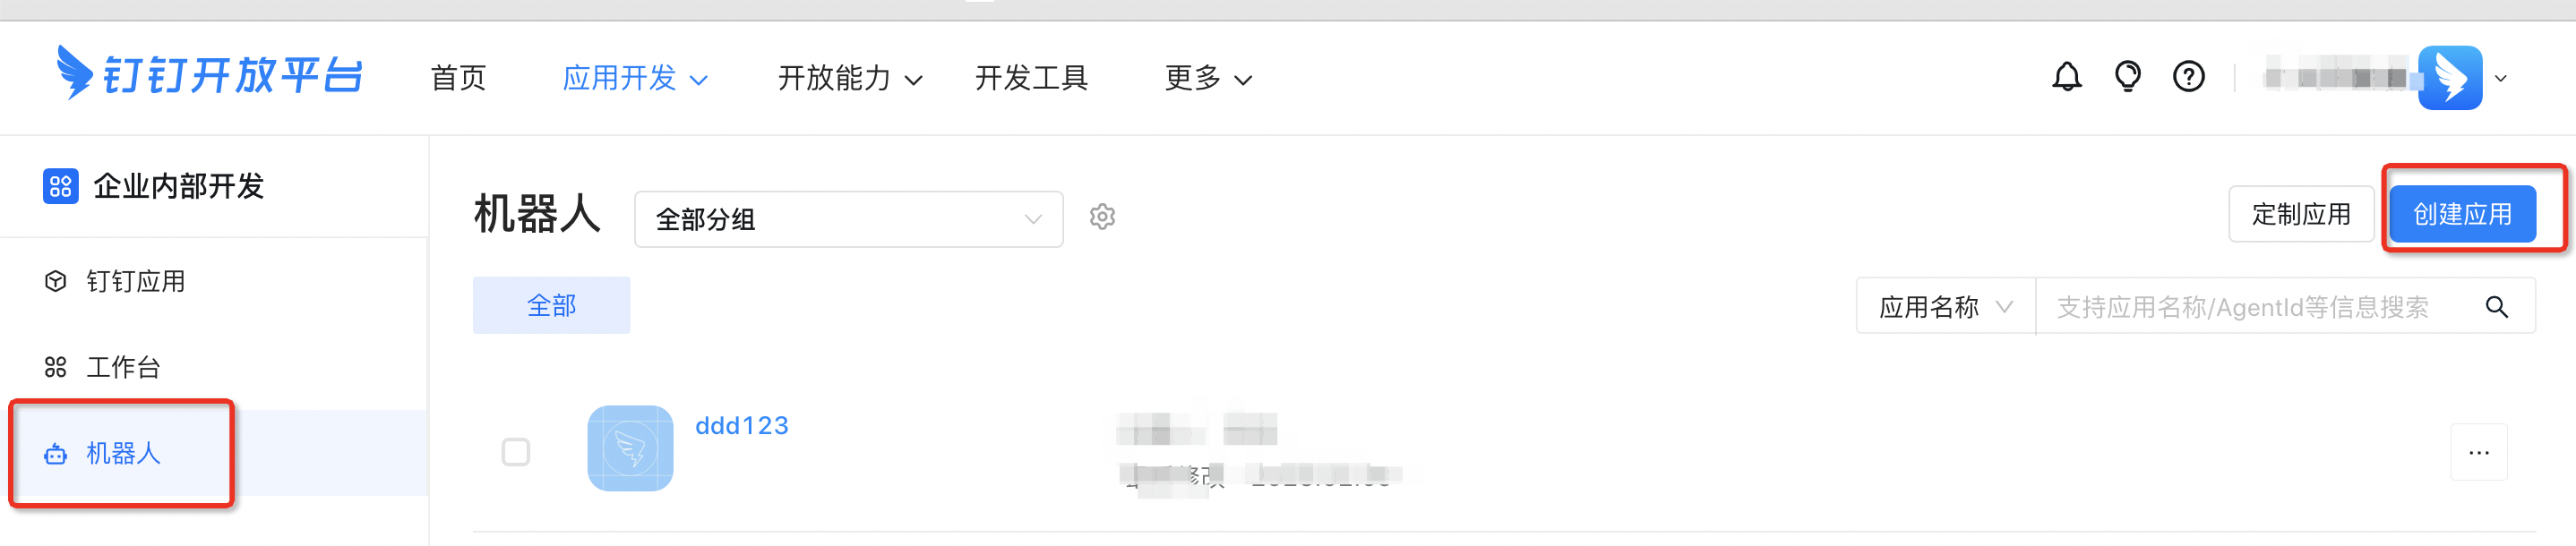 钉钉开放平台
首页 应用开发 开放能力 开发工具 更多
企业内部开发
钉钉应用
工作台
机器人
机器人 全部分组 定制应用 创建应用
全部 应用名称 支持应用名称/AgentId等信息搜索
ddd123